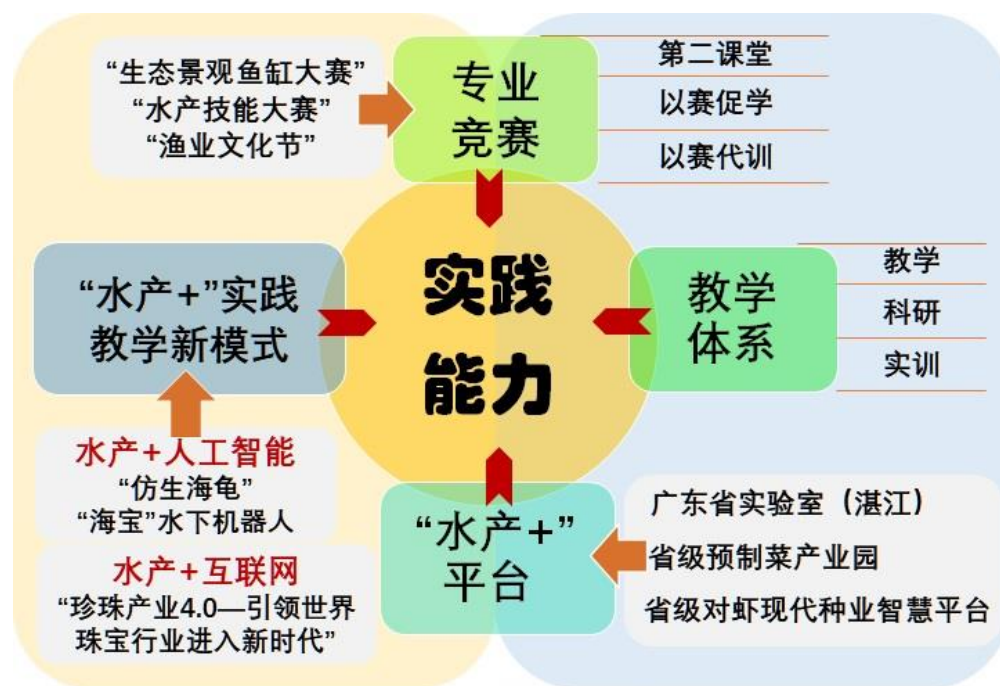 “生态景观鱼缸大赛”
“水产技能大赛”
“渔业文化节”
专业
竞赛
第二课堂
以赛促学
以赛代训
“水产+”实践
教学新模式
实践
能力
教学
体系
教学
科研
实训
水产+人工智能
“仿生海龟”
“海宝”水下机器人
水产+互联网
“珍珠产业4.0—引领世界
珠宝行业进入新时代”
“水产+”
平台
广东省实验室（湛江）
省级预制菜产业园
省级对虾现代种业智慧平台